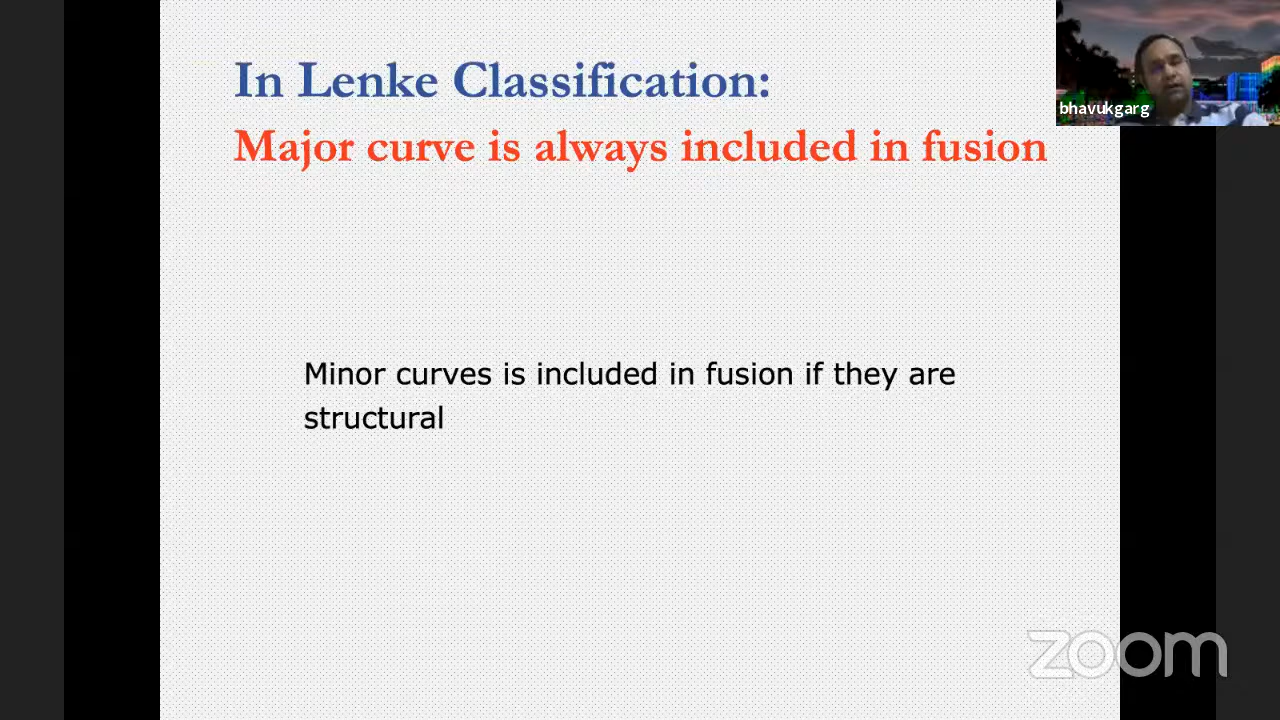 In Lenke Classification:
Major curve is always included in fusion
bhavukgarg
Minor curves is included in fusion if they are
structural
zoom